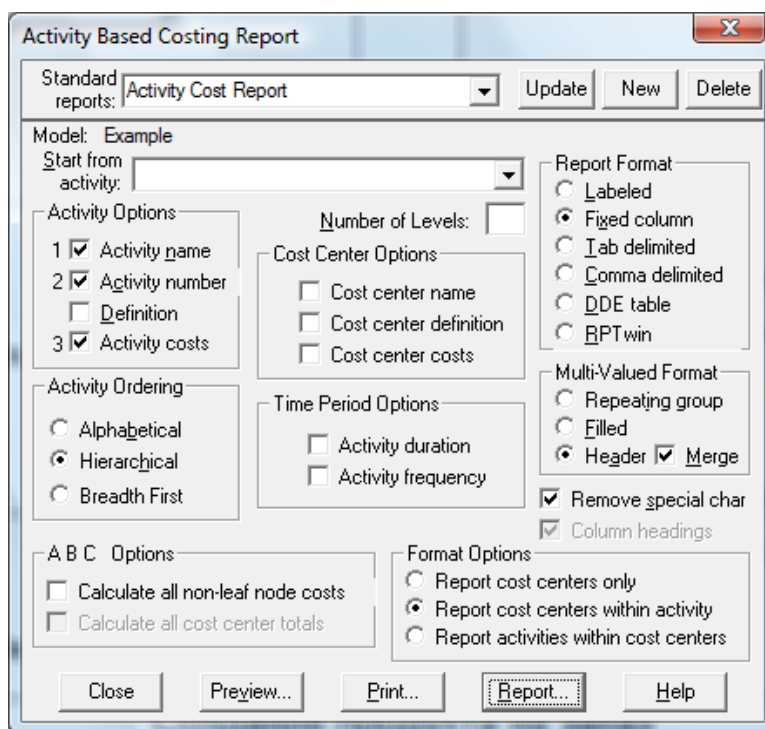 Activity Based Costing Report
Standard reports: Activity Cost Report Update New Delete
Model: Example
Start from activity:
Number of Levels:
Activity Options
1 Activity name
2 Activity number
Definition
3 Activity costs
Cost Center Options
Cost center name
Cost center definition
Cost center costs
Report Format
Labeled
Fixed column
Tab delimited
Comma delimited
DDE table
RPTwin
Activity Ordering
Alphabetical
Hierarchical
Breadth First
Time Period Options
Activity duration
Activity frequency
Multi-Valued Format
Repeating group
Filled
Header Merge
Remove special char
Column headings
A B C Options
Calculate all non-leaf node costs
Calculate all cost center totals
Format Options
Report cost centers only
Report cost centers within activity
Report activities within cost centers
Close Preview... Print... Report... Help